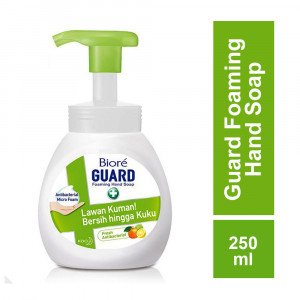 Bioré
GUARD
Foaming Hand Soap
Antibacterial
Micro Foam
Lawan Kuman!
Bersih hingga Kuku
Fresh
Antibacterial
Guard Foaming
Hand Soap
250
ml